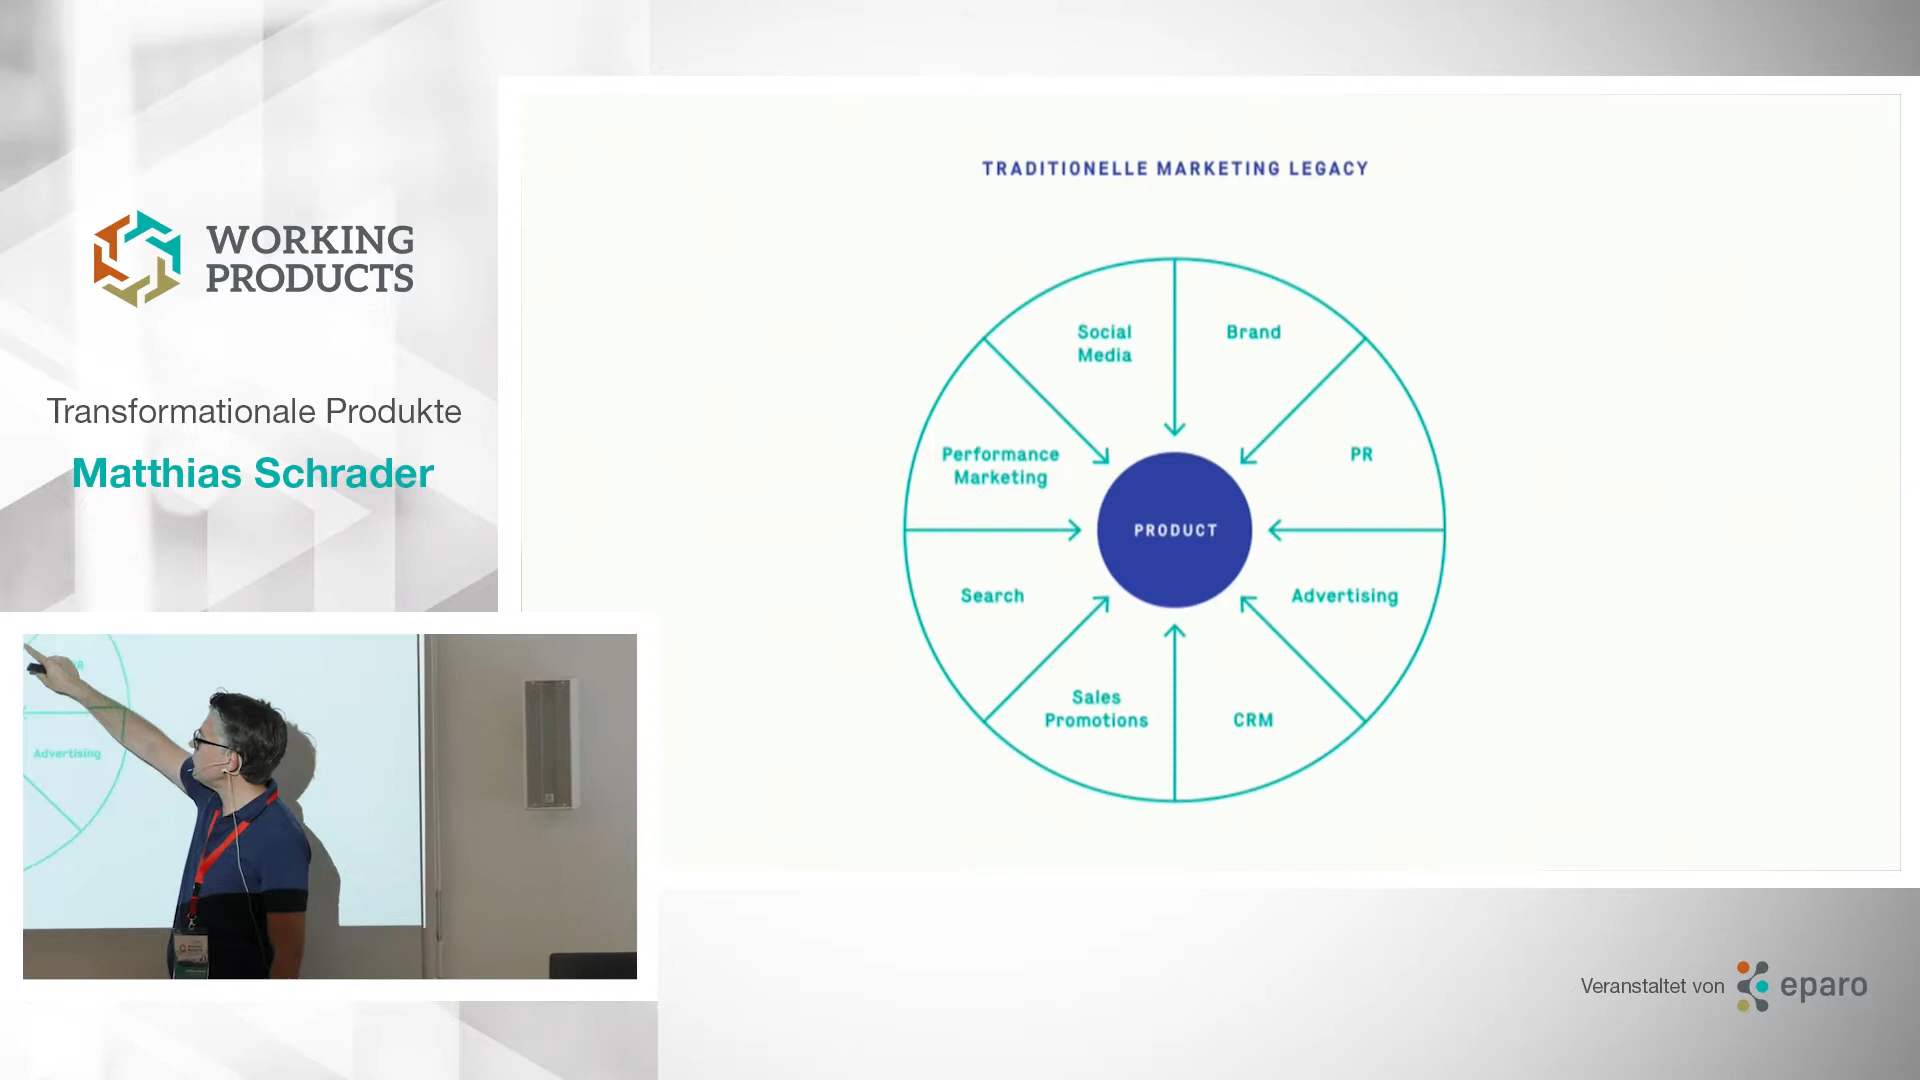 WORKING
PRODUCTS
Transformationale Produkte
Matthias Schrader
TRADITIONELLE MARKETING LEGACY
Social
Media
Brand
Performance
Marketing
PR
PRODUCT
Search
Advertising
Sales
Promotions
CRM
Advertising
Veranstaltet von
eparo